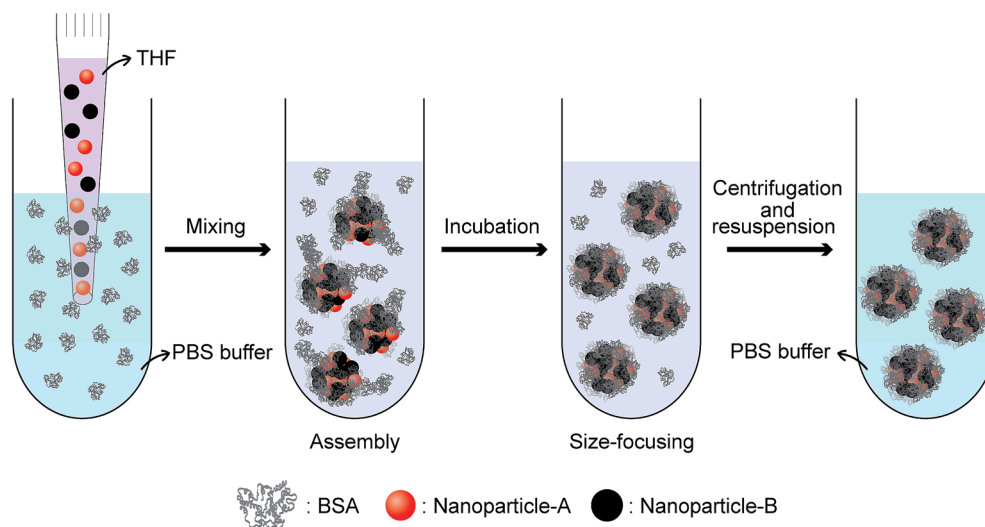 THF
Mixing
Incubation
Centrifugation
and
resuspension
PBS buffer
PBS buffer
Assembly
Size-focusing
: BSA
: Nanoparticle-A
: Nanoparticle-B